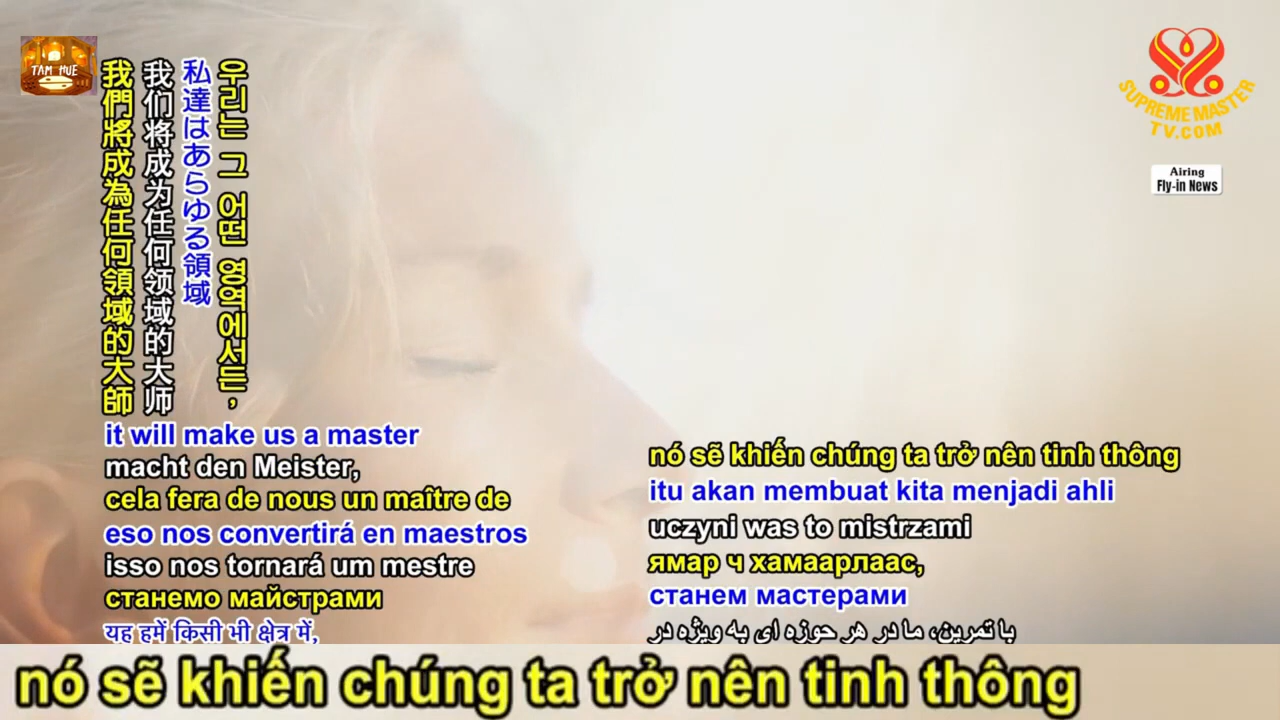 TAM HUE
SUPREME MASTER
TV.COM
Airing
Fly-in News
我們將成為任何領域的大師
我们将成为任何领域的大师
私達はあらゆる領域
우리는 그 어떤 영역에서든,
it will make us a master
macht den Meister,
cela fera de nous un maître de
eso nos convertirá en maestros
isso nos tornará um mestre
станемо майстрами
यह हमें किसी भी क्षेत्र में,
nó sẽ khiến chúng ta trở nên tinh thông
itu akan membuat kita menjadi ahli
uczyni was to mistrzami
ямар ч хамаарлаас,
станем мастерами
با تمرین، ما در هر حوزه ای به ویژه در
nó sẽ khiến chúng ta trở nên tinh thông